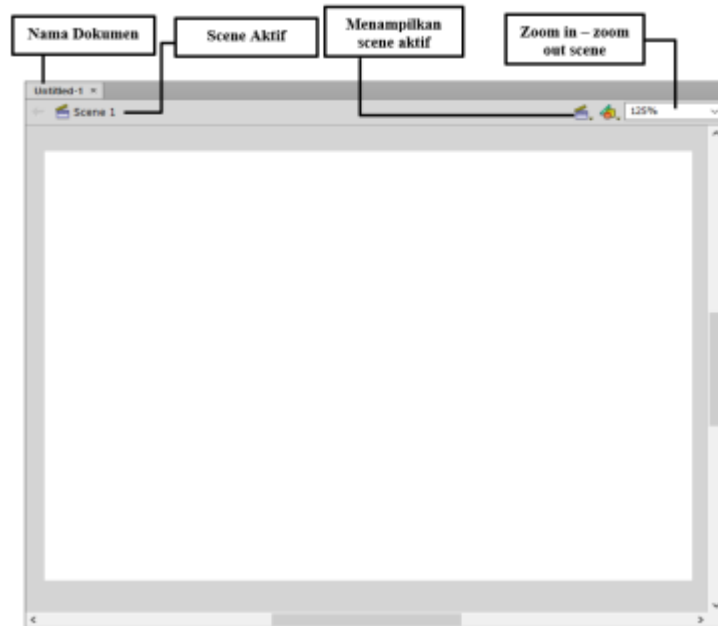 Nama Dokumen
Scene Aktif
Menampilkan
scene aktif
Zoom in – zoom
out scene
Untitled-1 ×
Scene 1
125%